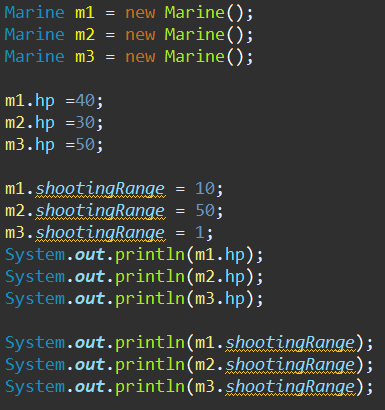 Marine m1 = new Marine();
Marine m2 = new Marine();
Marine m3 = new Marine();
m1.hp =40;
m2.hp =30;
m3.hp =50;
m1.shootingRange = 10;
m2.shootingRange = 50;
m3.shootingRange = 1;
System.out.println(m1.hp);
System.out.println(m2.hp);
System.out.println(m3.hp);
System.out.println(m1.shootingRange);
System.out.println(m2.shootingRange);
System.out.println(m3.shootingRange);